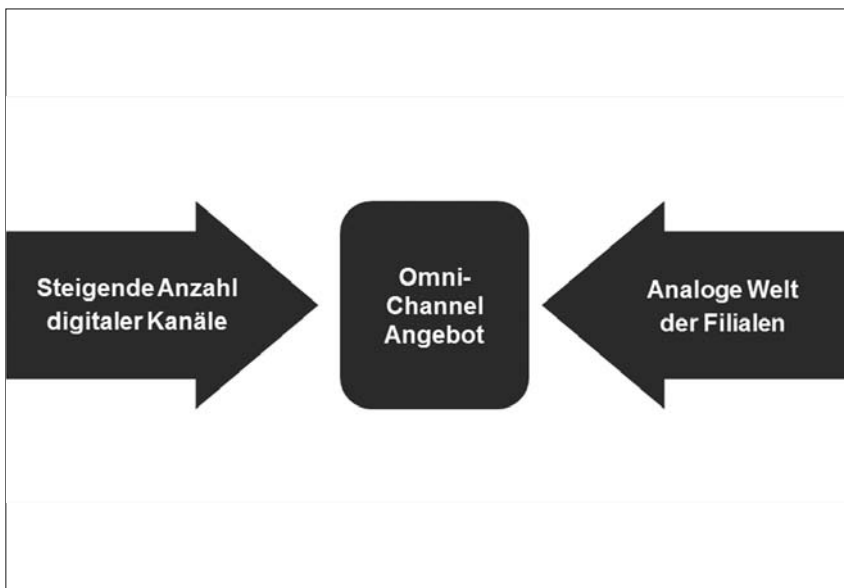 Steigende Anzahl
digitaler Kanäle
Omni-
Channel
Angebot
Analoge Welt
der Filialen